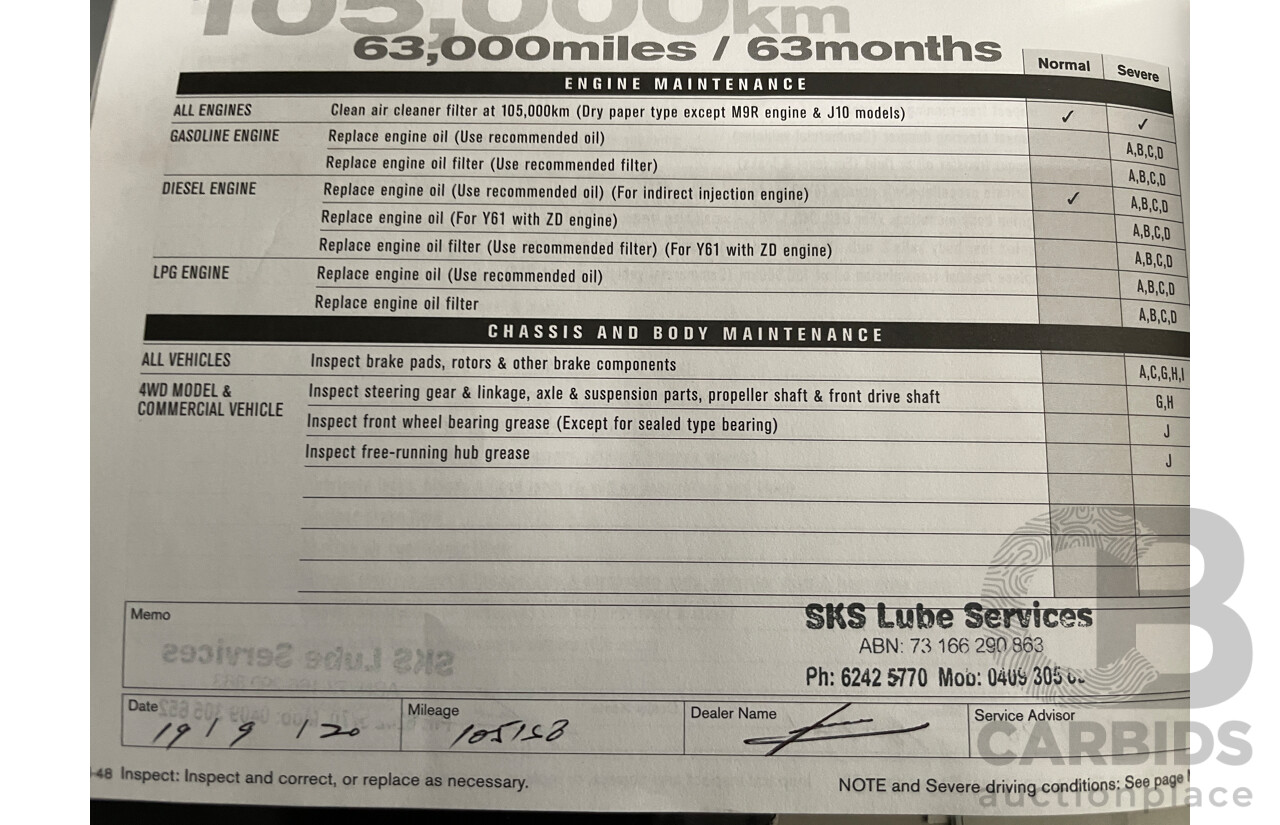 105,000km
63,000miles / 63months
Normal Severe
ENGINE MAINTENANCE
ALL ENGINES Clean air cleaner filter at 105,000km (Dry paper type except M9R engine & J10 models) ✓ ✓
GASOLINE ENGINE Replace engine oil (Use recommended oil) A,B,C,D
Replace engine oil filter (Use recommended filter) A,B,C,D
DIESEL ENGINE Replace engine oil (Use recommended oil) (For indirect injection engine) ✓ A,B,C,D
Replace engine oil (For Y61 with ZD engine) A,B,C,D
Replace engine oil filter (Use recommended filter) (For Y61 with ZD engine) A,B,C,D
LPG ENGINE Replace engine oil (Use recommended oil) A,B,C,D
Replace engine oil filter A,B,C,D
CHASSIS AND BODY MAINTENANCE
ALL VEHICLES Inspect brake pads, rotors & other brake components A,C,G,H,I
4WD MODEL & Inspect steering gear & linkage, axle & suspension parts, propeller shaft & front drive shaft G,H
COMMERCIAL VEHICLE Inspect front wheel bearing grease (Except for sealed type bearing) J
Inspect free-running hub grease J
Memo
SKS Lube Services
ABN: 73 166 290 863
Ph: 6242 5770 Mob: 0409 305
Date Mileage Dealer Name Service Advisor
19/9/20 105158
-48 Inspect: Inspect and correct, or replace as necessary. NOTE and Severe driving conditions: See page
CARBIDS
auctionplace